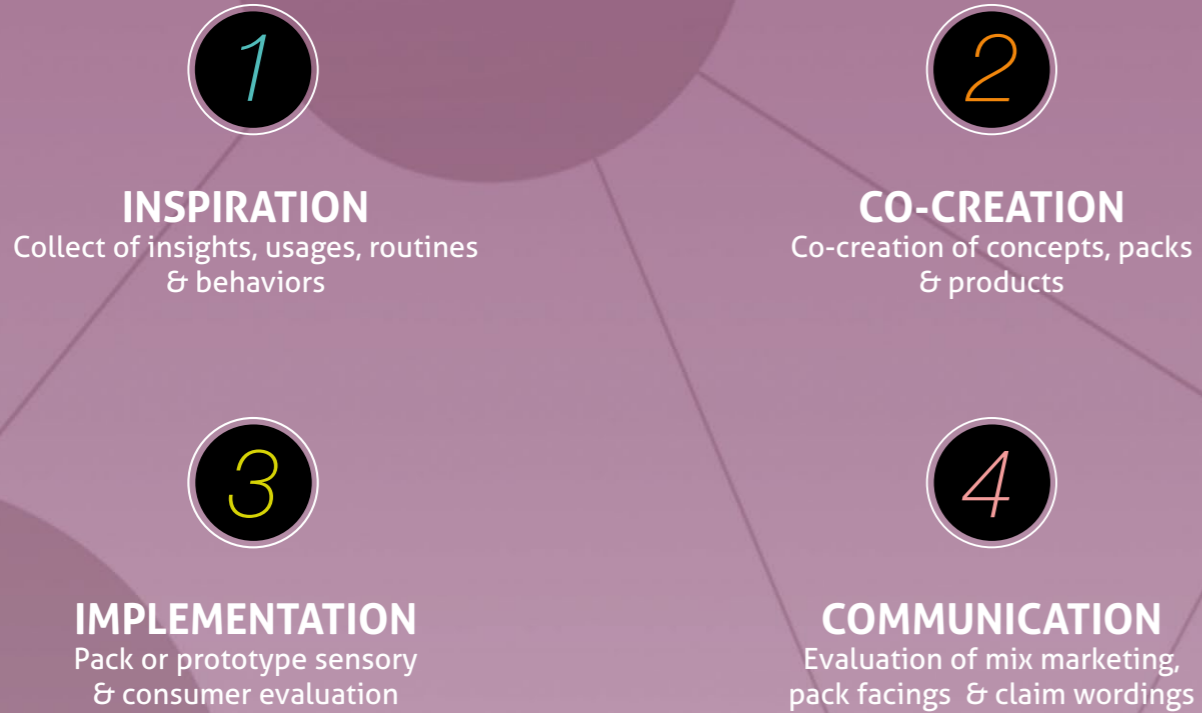 1
INSPIRATION
Collect of insights, usages, routines
& behaviors
2
CO-CREATION
Co-creation of concepts, packs
& products
3
IMPLEMENTATION
Pack or prototype sensory
& consumer evaluation
4
COMMUNICATION
Evaluation of mix marketing,
pack facings & claim wordings